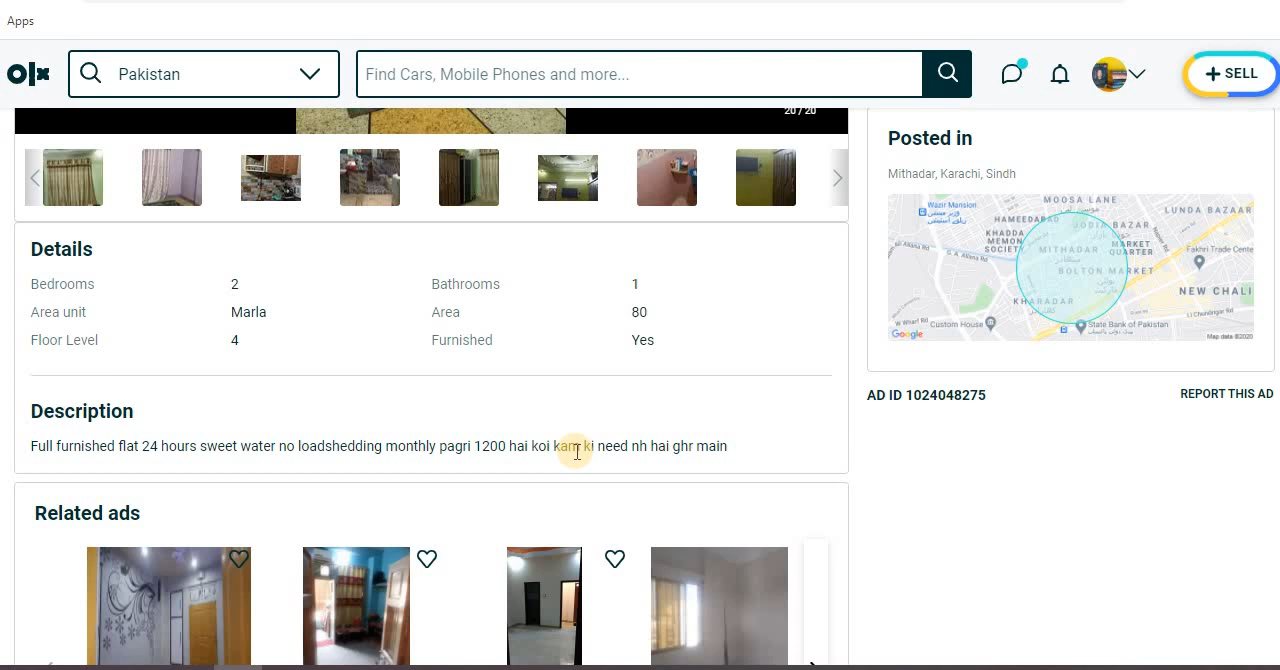 Apps
olx
Pakistan
Find Cars, Mobile Phones and more...
+ SELL
20 / 20
Posted in
Mithadar, Karachi, Sindh
MOOSA LANE
Wazir Mansion
LUNDA BAZAAR
HAMEEDABAD
JODIA BAZAR
KHADDA
MEMON
SOCIETY
MITHADAR
MARKET
QUARTER
Fakhri Trade Cente
BOLTON MARKET
NEW CHALI
KHARADAR
Custom House
State Bank of Pakistan
Google
Map data ©2020
Details
Bedrooms 2 Bathrooms 1
Area unit Marla Area 80
Floor Level 4 Furnished Yes
AD ID 1024048275 REPORT THIS AD
Description
Full furnished flat 24 hours sweet water no loadshedding monthly pagri 1200 hai koi kam ki need nh hai ghr main
Related ads